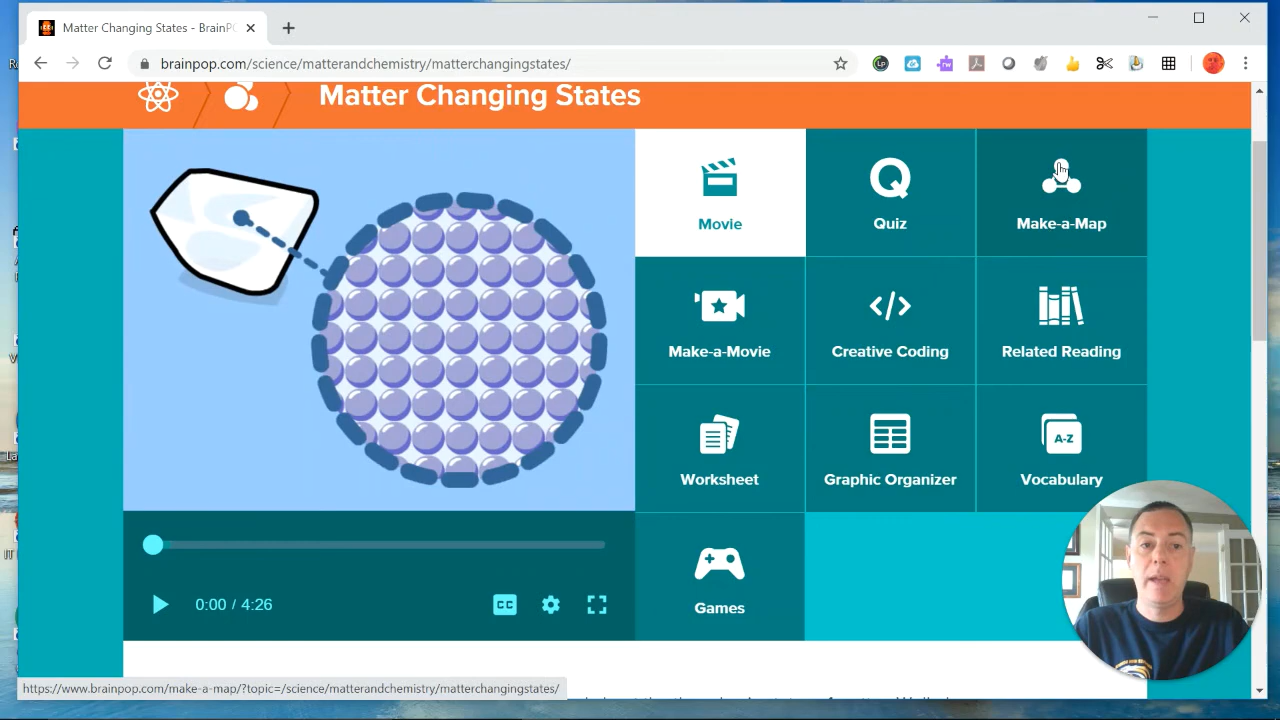 Matter Changing States - BrainPO
brainpop.com/science/matterandchemistry/matterchangingstates/
Matter Changing States
Movie
Quiz
Make-a-Map
Make-a-Movie
Creative Coding
Related Reading
Worksheet
Graphic Organizer
A-Z
Vocabulary
Games
0:00 / 4:26
CC
https://www.brainpop.com/make-a-map/?topic=/science/matterandchemistry/matterchangingstates/